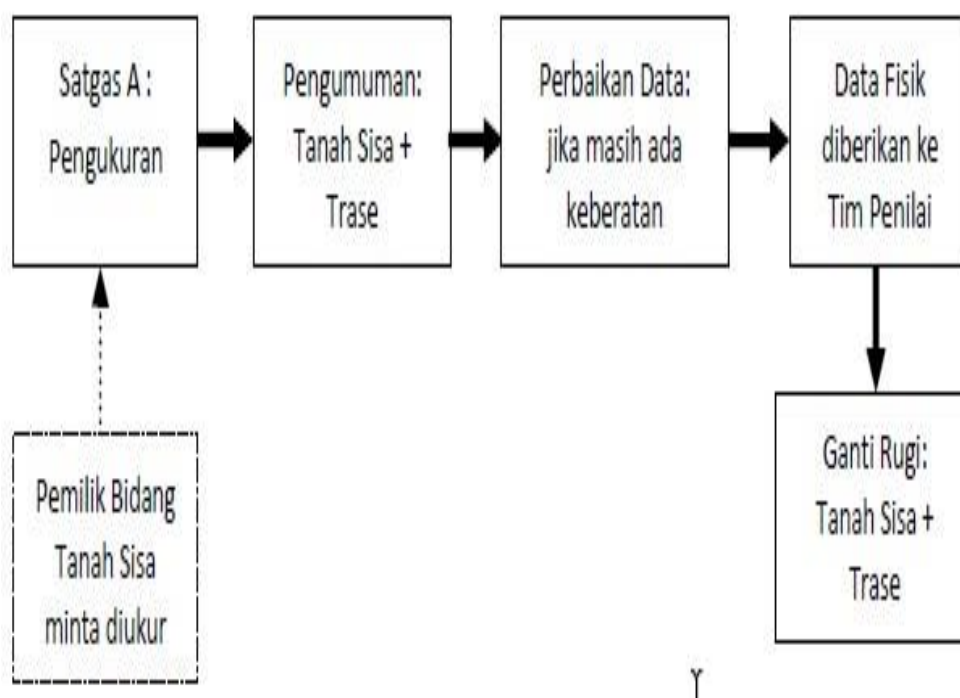 Satgas A :
Pengukuran
Pengumuman:
Tanah Sisa +
Trase
Perbaikan Data:
jika masih ada
keberatan
Data Fisik
diberikan ke
Tim Penilai
Pemilik Bidang
Tanah Sisa
minta diukur
Ganti Rugi:
Tanah Sisa +
Trase